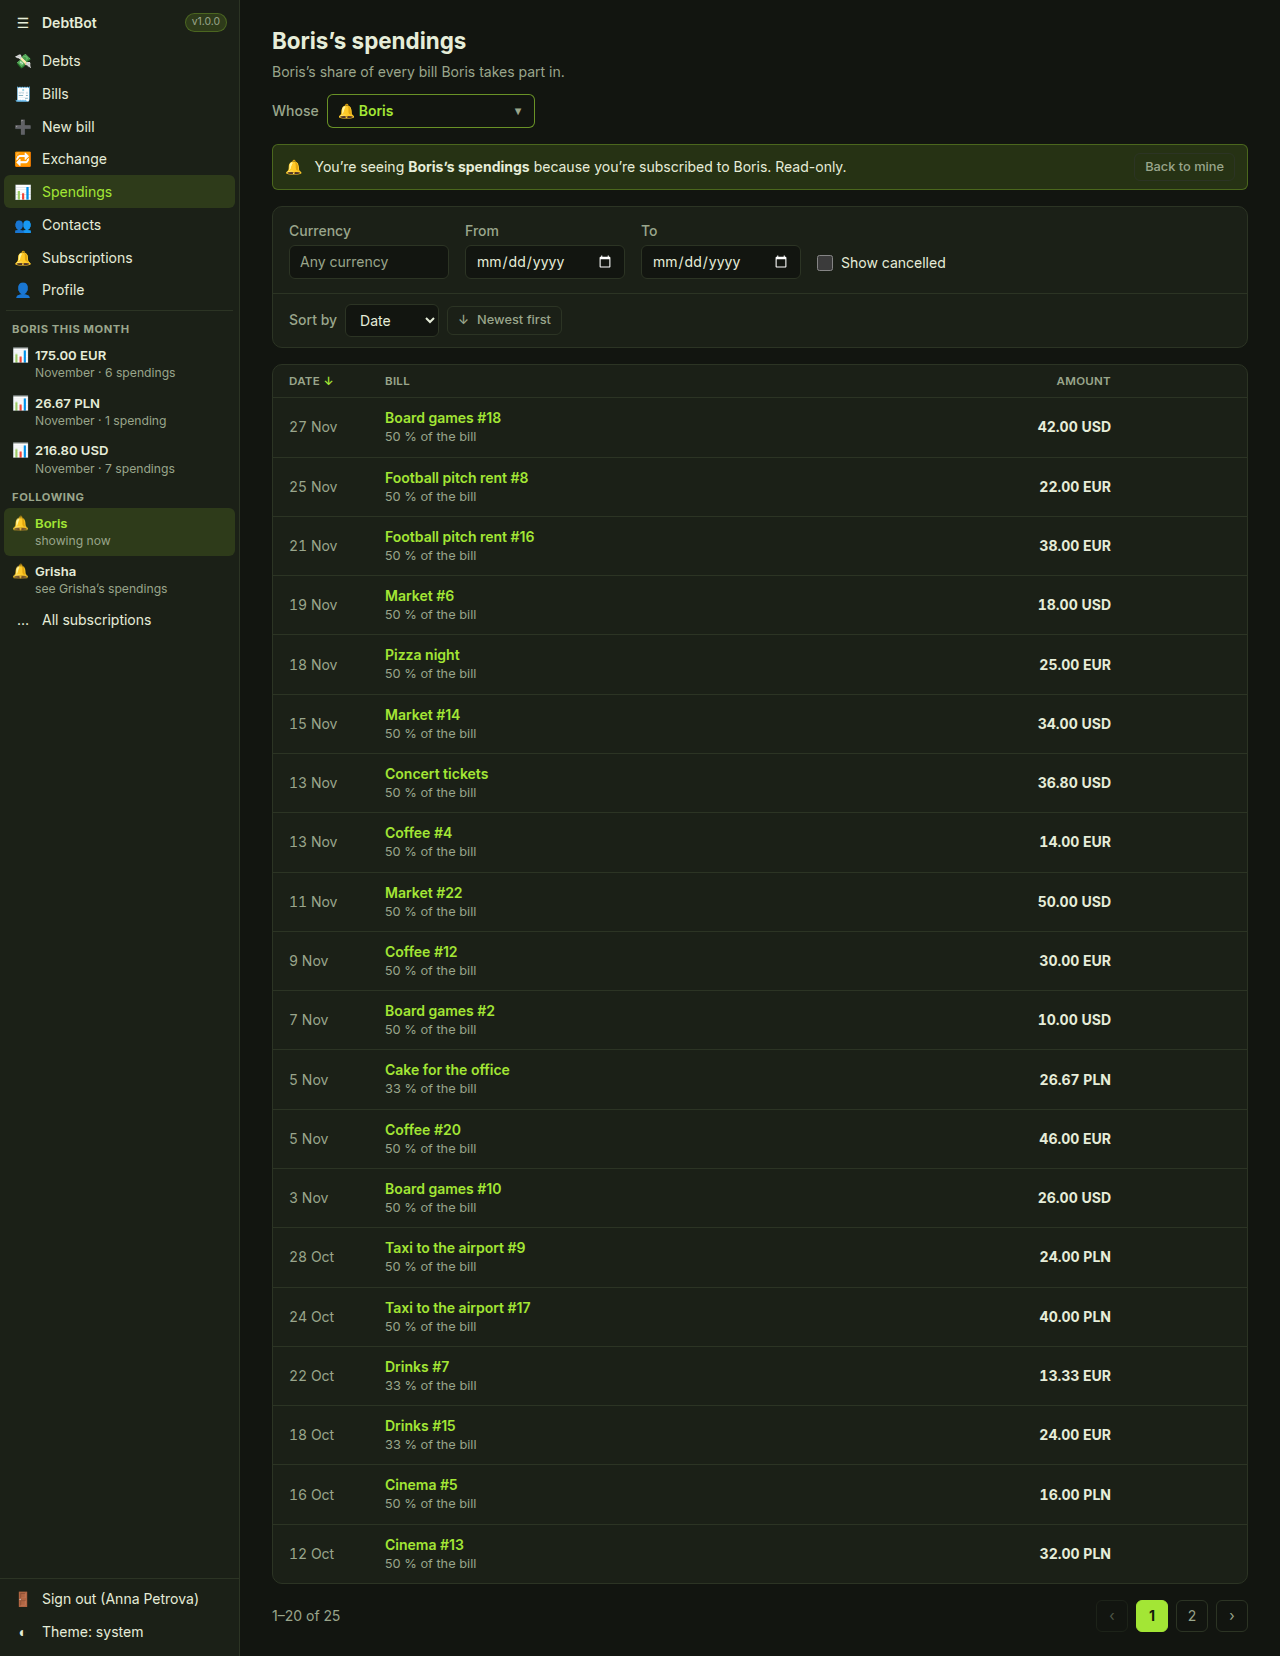 ☰ DebtBot v1.0.0
Debts
Bills
New bill
Exchange
Spendings
Contacts
Subscriptions
Profile
BORIS THIS MONTH
175.00 EUR
November · 6 spendings
26.67 PLN
November · 1 spending
216.80 USD
November · 7 spendings
FOLLOWING
Boris
showing now
Grisha
see Grisha’s spendings
… All subscriptions
Sign out (Anna Petrova)
Theme: system
Boris’s spendings
Boris’s share of every bill Boris takes part in.
Whose Boris
You’re seeing Boris’s spendings because you’re subscribed to Boris. Read-only. Back to mine
Currency From To
Any currency mm/dd/yyyy mm/dd/yyyy Show cancelled
Sort by Date ↓ Newest first
DATE ↓ BILL AMOUNT
27 Nov Board games #18 42.00 USD
50 % of the bill
25 Nov Football pitch rent #8 22.00 EUR
50 % of the bill
21 Nov Football pitch rent #16 38.00 EUR
50 % of the bill
19 Nov Market #6 18.00 USD
50 % of the bill
18 Nov Pizza night 25.00 EUR
50 % of the bill
15 Nov Market #14 34.00 USD
50 % of the bill
13 Nov Concert tickets 36.80 USD
50 % of the bill
13 Nov Coffee #4 14.00 EUR
50 % of the bill
11 Nov Market #22 50.00 USD
50 % of the bill
9 Nov Coffee #12 30.00 EUR
50 % of the bill
7 Nov Board games #2 10.00 USD
50 % of the bill
5 Nov Cake for the office 26.67 PLN
33 % of the bill
5 Nov Coffee #20 46.00 EUR
50 % of the bill
3 Nov Board games #10 26.00 USD
50 % of the bill
28 Oct Taxi to the airport #9 24.00 PLN
50 % of the bill
24 Oct Taxi to the airport #17 40.00 PLN
50 % of the bill
22 Oct Drinks #7 13.33 EUR
33 % of the bill
18 Oct Drinks #15 24.00 EUR
33 % of the bill
16 Oct Cinema #5 16.00 PLN
50 % of the bill
12 Oct Cinema #13 32.00 PLN
50 % of the bill
1–20 of 25 ‹ 1 2 ›